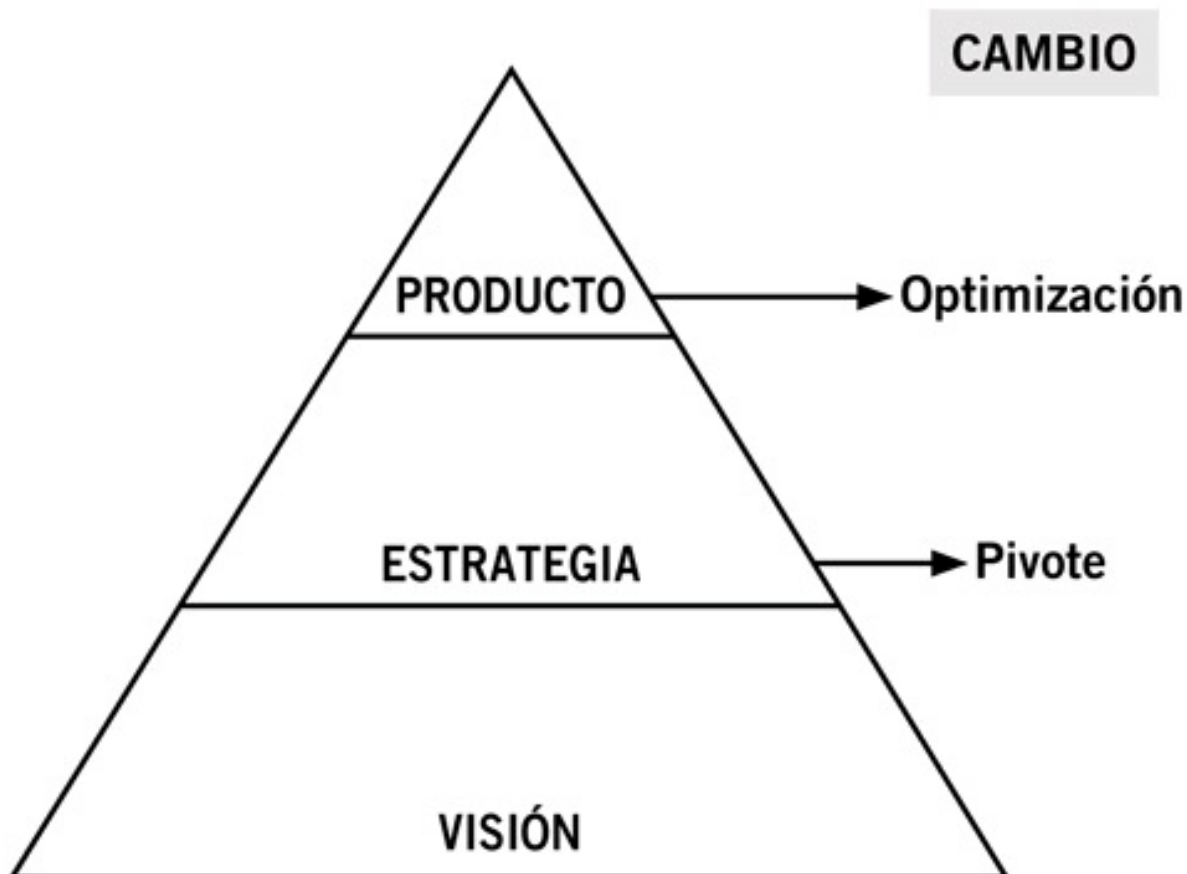 CAMBIO
PRODUCTO
Optimización
ESTRATEGIA
Pivote
VISIÓN